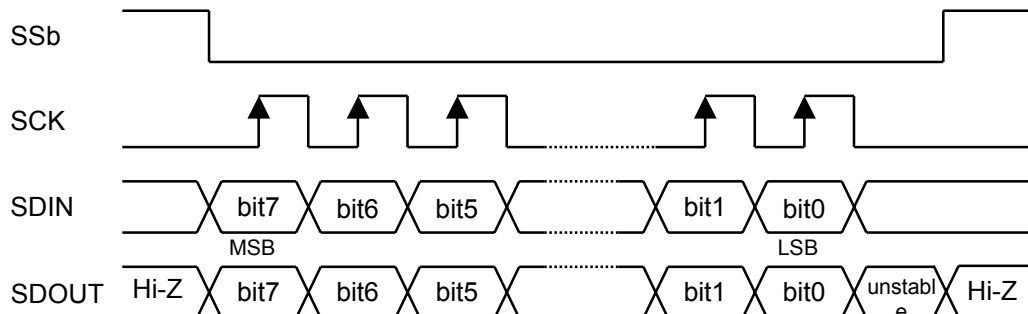 SSb
SCK
SDIN bit7 bit6 bit5 bit1 bit0
MSB LSB
SDOUT Hi-Z bit7 bit6 bit5 bit1 bit0 unstabl Hi-Z
e